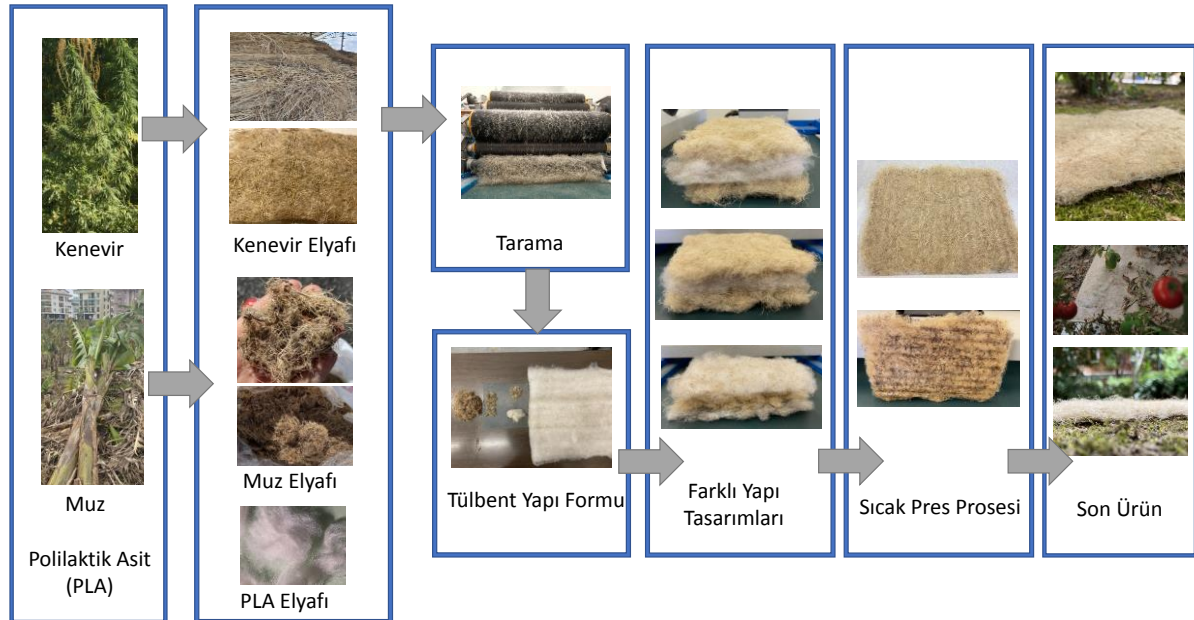 Kenevir
Muz
Polilaktik Asit
(PLA)
Kenevir Elyafı
Muz Elyafı
PLA Elyafı
Tarama
Tülbent Yapı Formu
Farklı Yapı
Tasarımları
Sıcak Pres Prosesi
Son Ürün